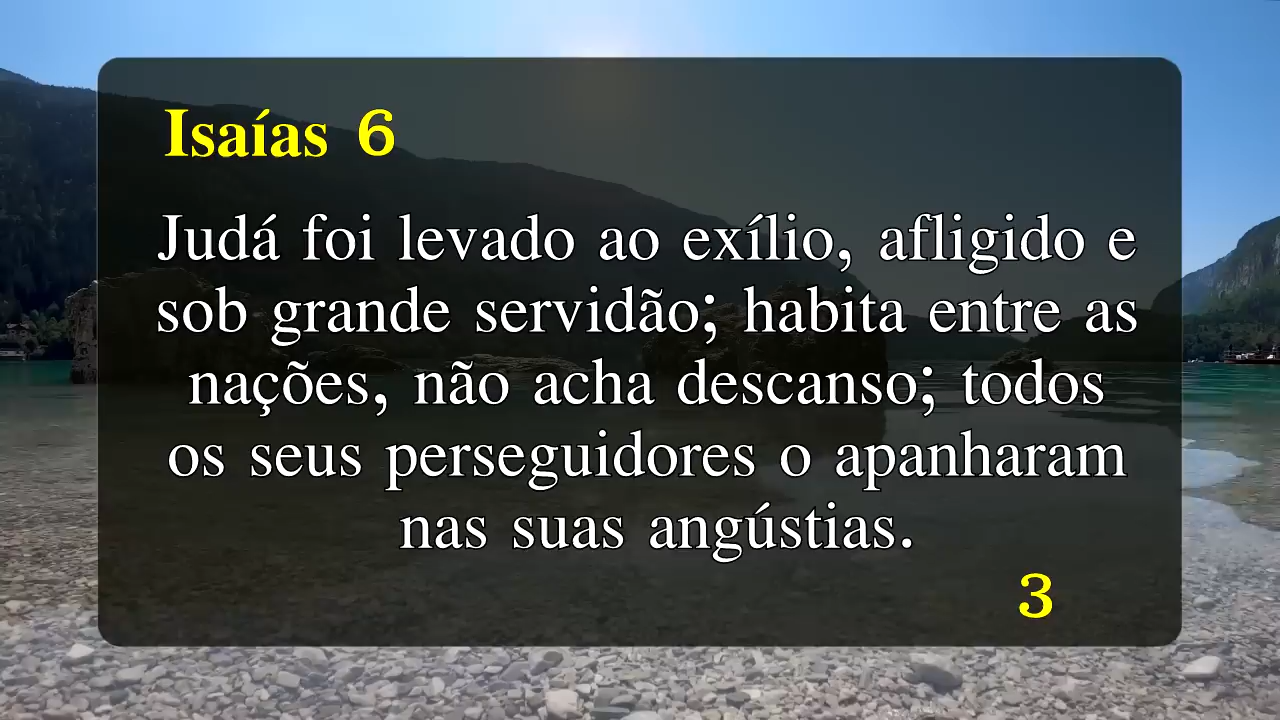 Isaías 6
Judá foi levado ao exílio, afligido e
sob grande servidão; habita entre as
nações, não acha descanso; todos
os seus perseguidores o apanharam
nas suas angústias.
3